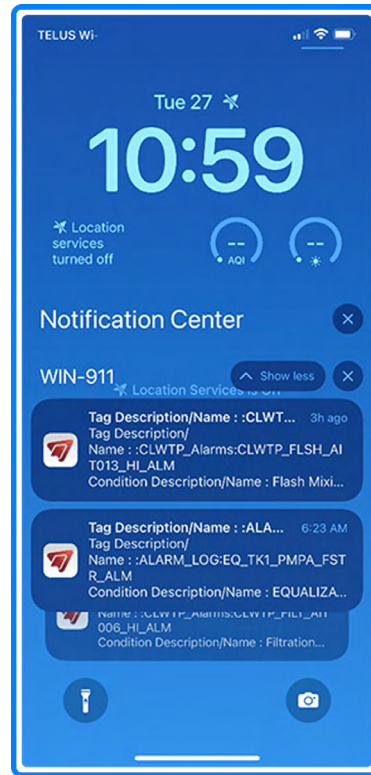 TELUS Wi-
Tue 27
10:59
Location
services
turned off
--
AQI
--
Notification Center
WIN-911
Show less
Location Services is Off
Tag Description/Name : :CLWT... 3h ago
Tag Description/
Name : :CLWTP_Alarms:CLWTP_FLSH_AI
T013_HI_ALM
Condition Description/Name : Flash Mixi...
Tag Description/Name : :ALA... 6:23 AM
Tag Description/
Name : :ALARM_LOG:EQ_TK1_PMPA_FST
R_ALM
Condition Description/Name : EQUALIZA...
Name : :CLWTP_Alarms:CLWTP_FILT_AIT
006_HI_ALM
Condition Description/Name : Filtration...